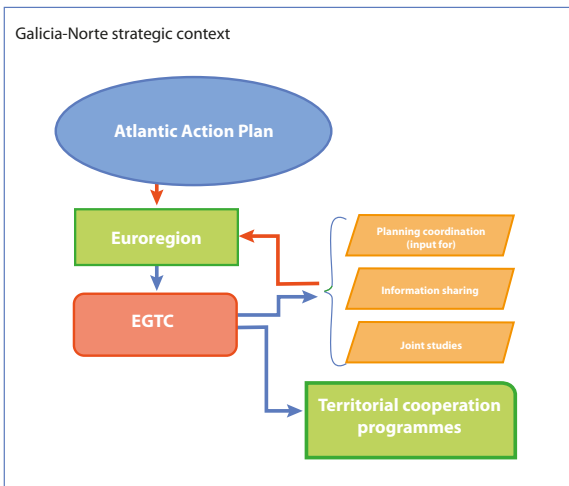 Galicia-Norte strategic context
Atlantic Action Plan
Euroregion
EGTC
Planning coordination
(input for)
Information sharing
Joint studies
Territorial cooperation
programmes